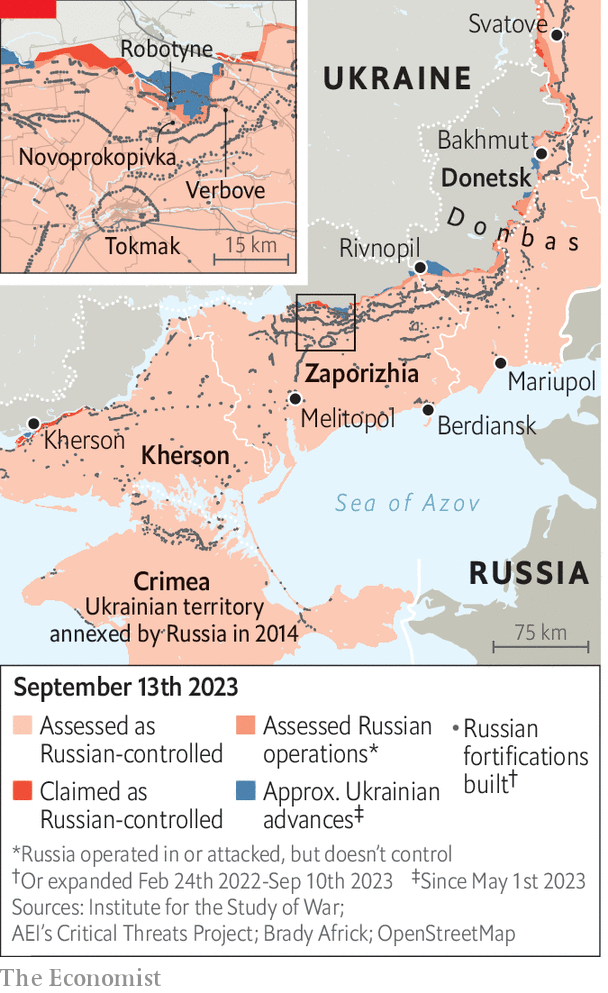 Robotyne
Novoprokopivka
Verbove
Tokmak
15 km
Svatove
UKRAINE
Bakhmut
Donetsk
Donbas
Rivnopil
Zaporizhia
Mariupol
Melitopol
Berdiansk
Kherson
Kherson
Sea of Azov
Crimea
Ukrainian territory
annexed by Russia in 2014
RUSSIA
75 km
September 13th 2023
Assessed as
Russian-controlled
Assessed Russian
operations*
Russian
fortifications
built†
Claimed as
Russian-controlled
Approx. Ukrainian
advances‡
*Russia operated in or attacked, but doesn’t control
†Or expanded Feb 24th 2022-Sep 10th 2023 ‡Since May 1st 2023
Sources: Institute for the Study of War;
AEI’s Critical Threats Project; Brady Africk; OpenStreetMap
The Economist